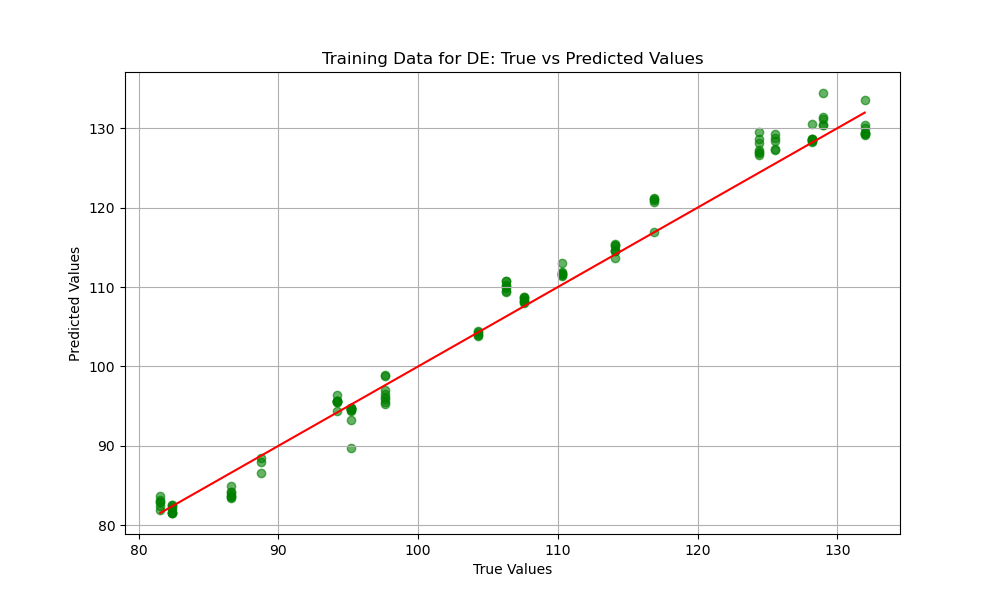 Training Data for DE: True vs Predicted Values
Predicted Values
130
120
110
100
90
80
80 90 100 110 120 130
True Values